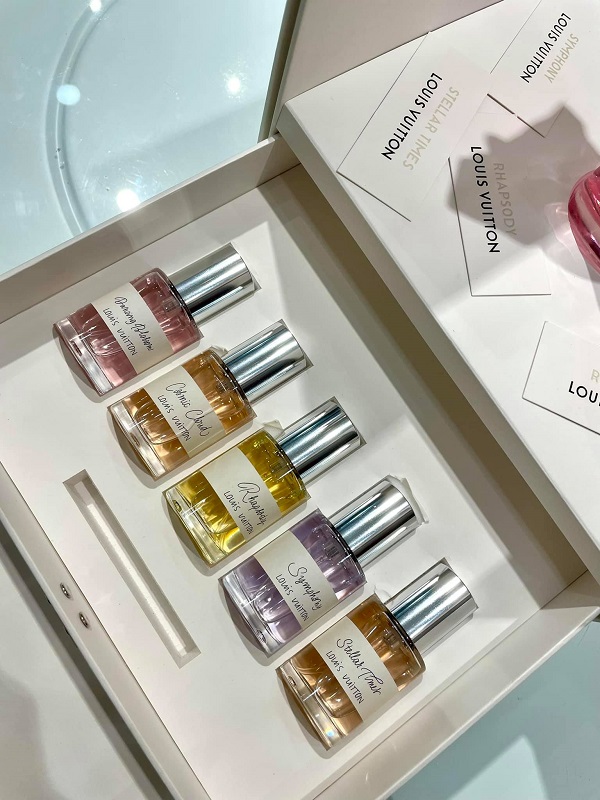 SYMPHONY
LOUIS VUITTON
STELLAR TIMES
LOUIS VUITTON
RHAPSODY
LOUIS VUITTON
R
LOU
Dancing Blossom
LOUIS VUITTON
Cosmic Cloud
LOUIS VUITTON
Rhapsody
LOUIS VUITTON
Symphony
LOUIS VUITTON
Stellar Times
LOUIS VUITTON